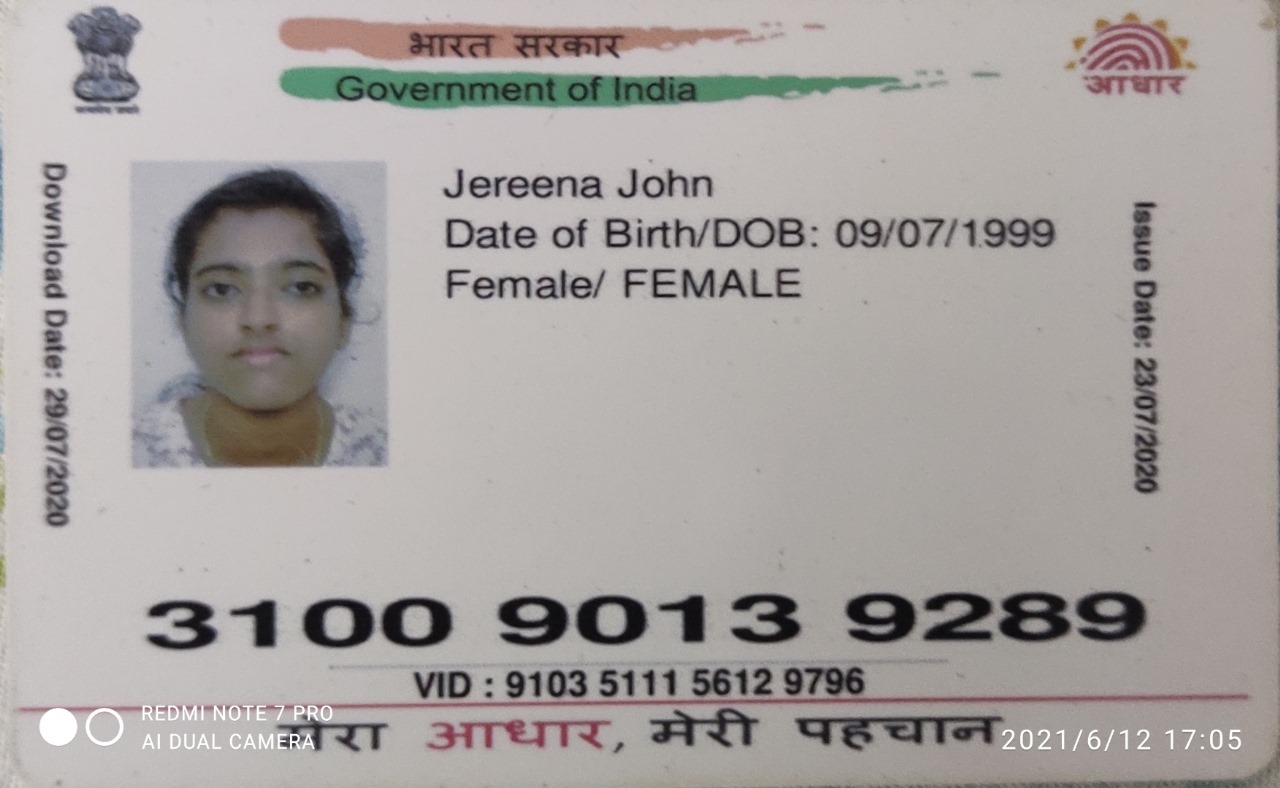 भारत सरकार
Government of India
आधार
Download Date: 29/07/2020
Jereena John
Date of Birth/DOB: 09/07/1999
Female/ FEMALE
Issue Date: 23/07/2020
3100 9013 9289
VID : 9103 5111 5612 9796
मेरा आधार, मेरी पहचान
REDMI NOTE 7 PRO
AI DUAL CAMERA
2021/6/12 17:05